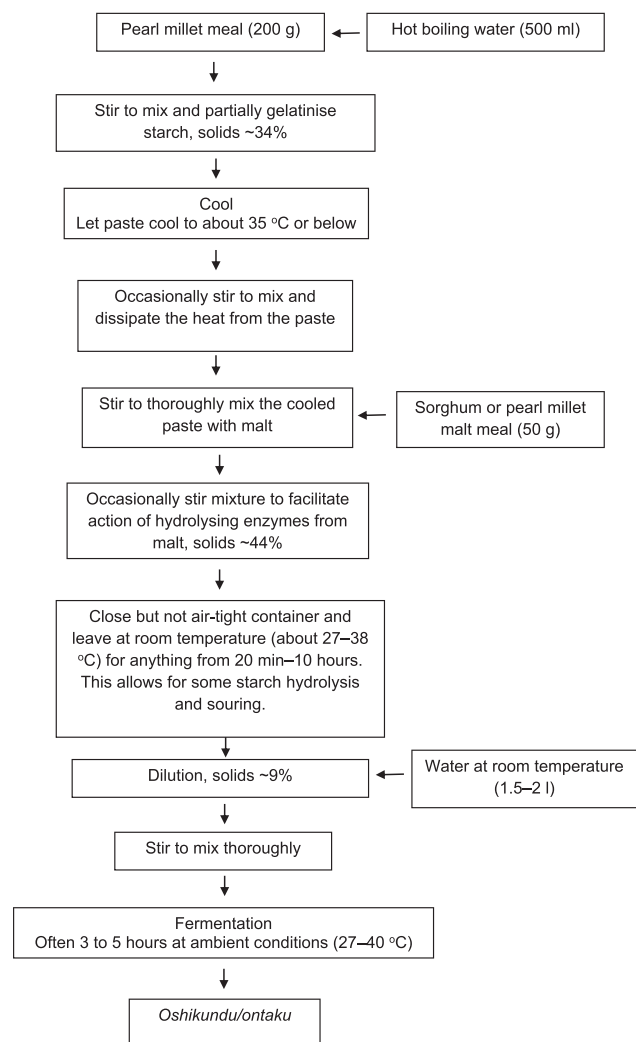 Pearl millet meal (200 g)
Hot boiling water (500 ml)
Stir to mix and partially gelatinise
starch, solids ~34%
Cool
Let paste cool to about 35 ºC or below
Occasionally stir to mix and
dissipate the heat from the paste
Stir to thoroughly mix the cooled
paste with malt
Sorghum or pearl millet
malt meal (50 g)
Occasionally stir mixture to facilitate
action of hydrolysing enzymes from
malt, solids ~44%
Close but not air-tight container and
leave at room temperature (about 27–38
ºC) for anything from 20 min–10 hours.
This allows for some starch hydrolysis
and souring.
Dilution, solids ~9%
Water at room temperature
(1.5–2 l)
Stir to mix thoroughly
Fermentation
Often 3 to 5 hours at ambient conditions (27–40 ºC)
Oshikundu/ontaku